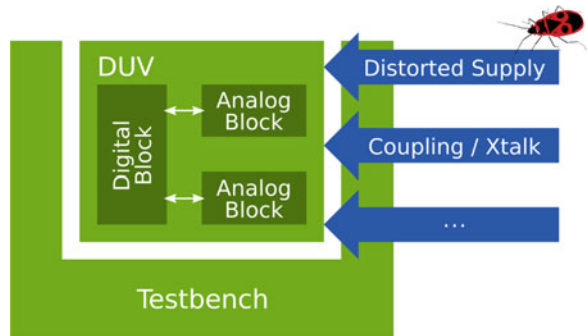 DUV
Distorted Supply
Analog
Block
Digital
Block
Coupling / Xtalk
Analog
Block
...
Testbench